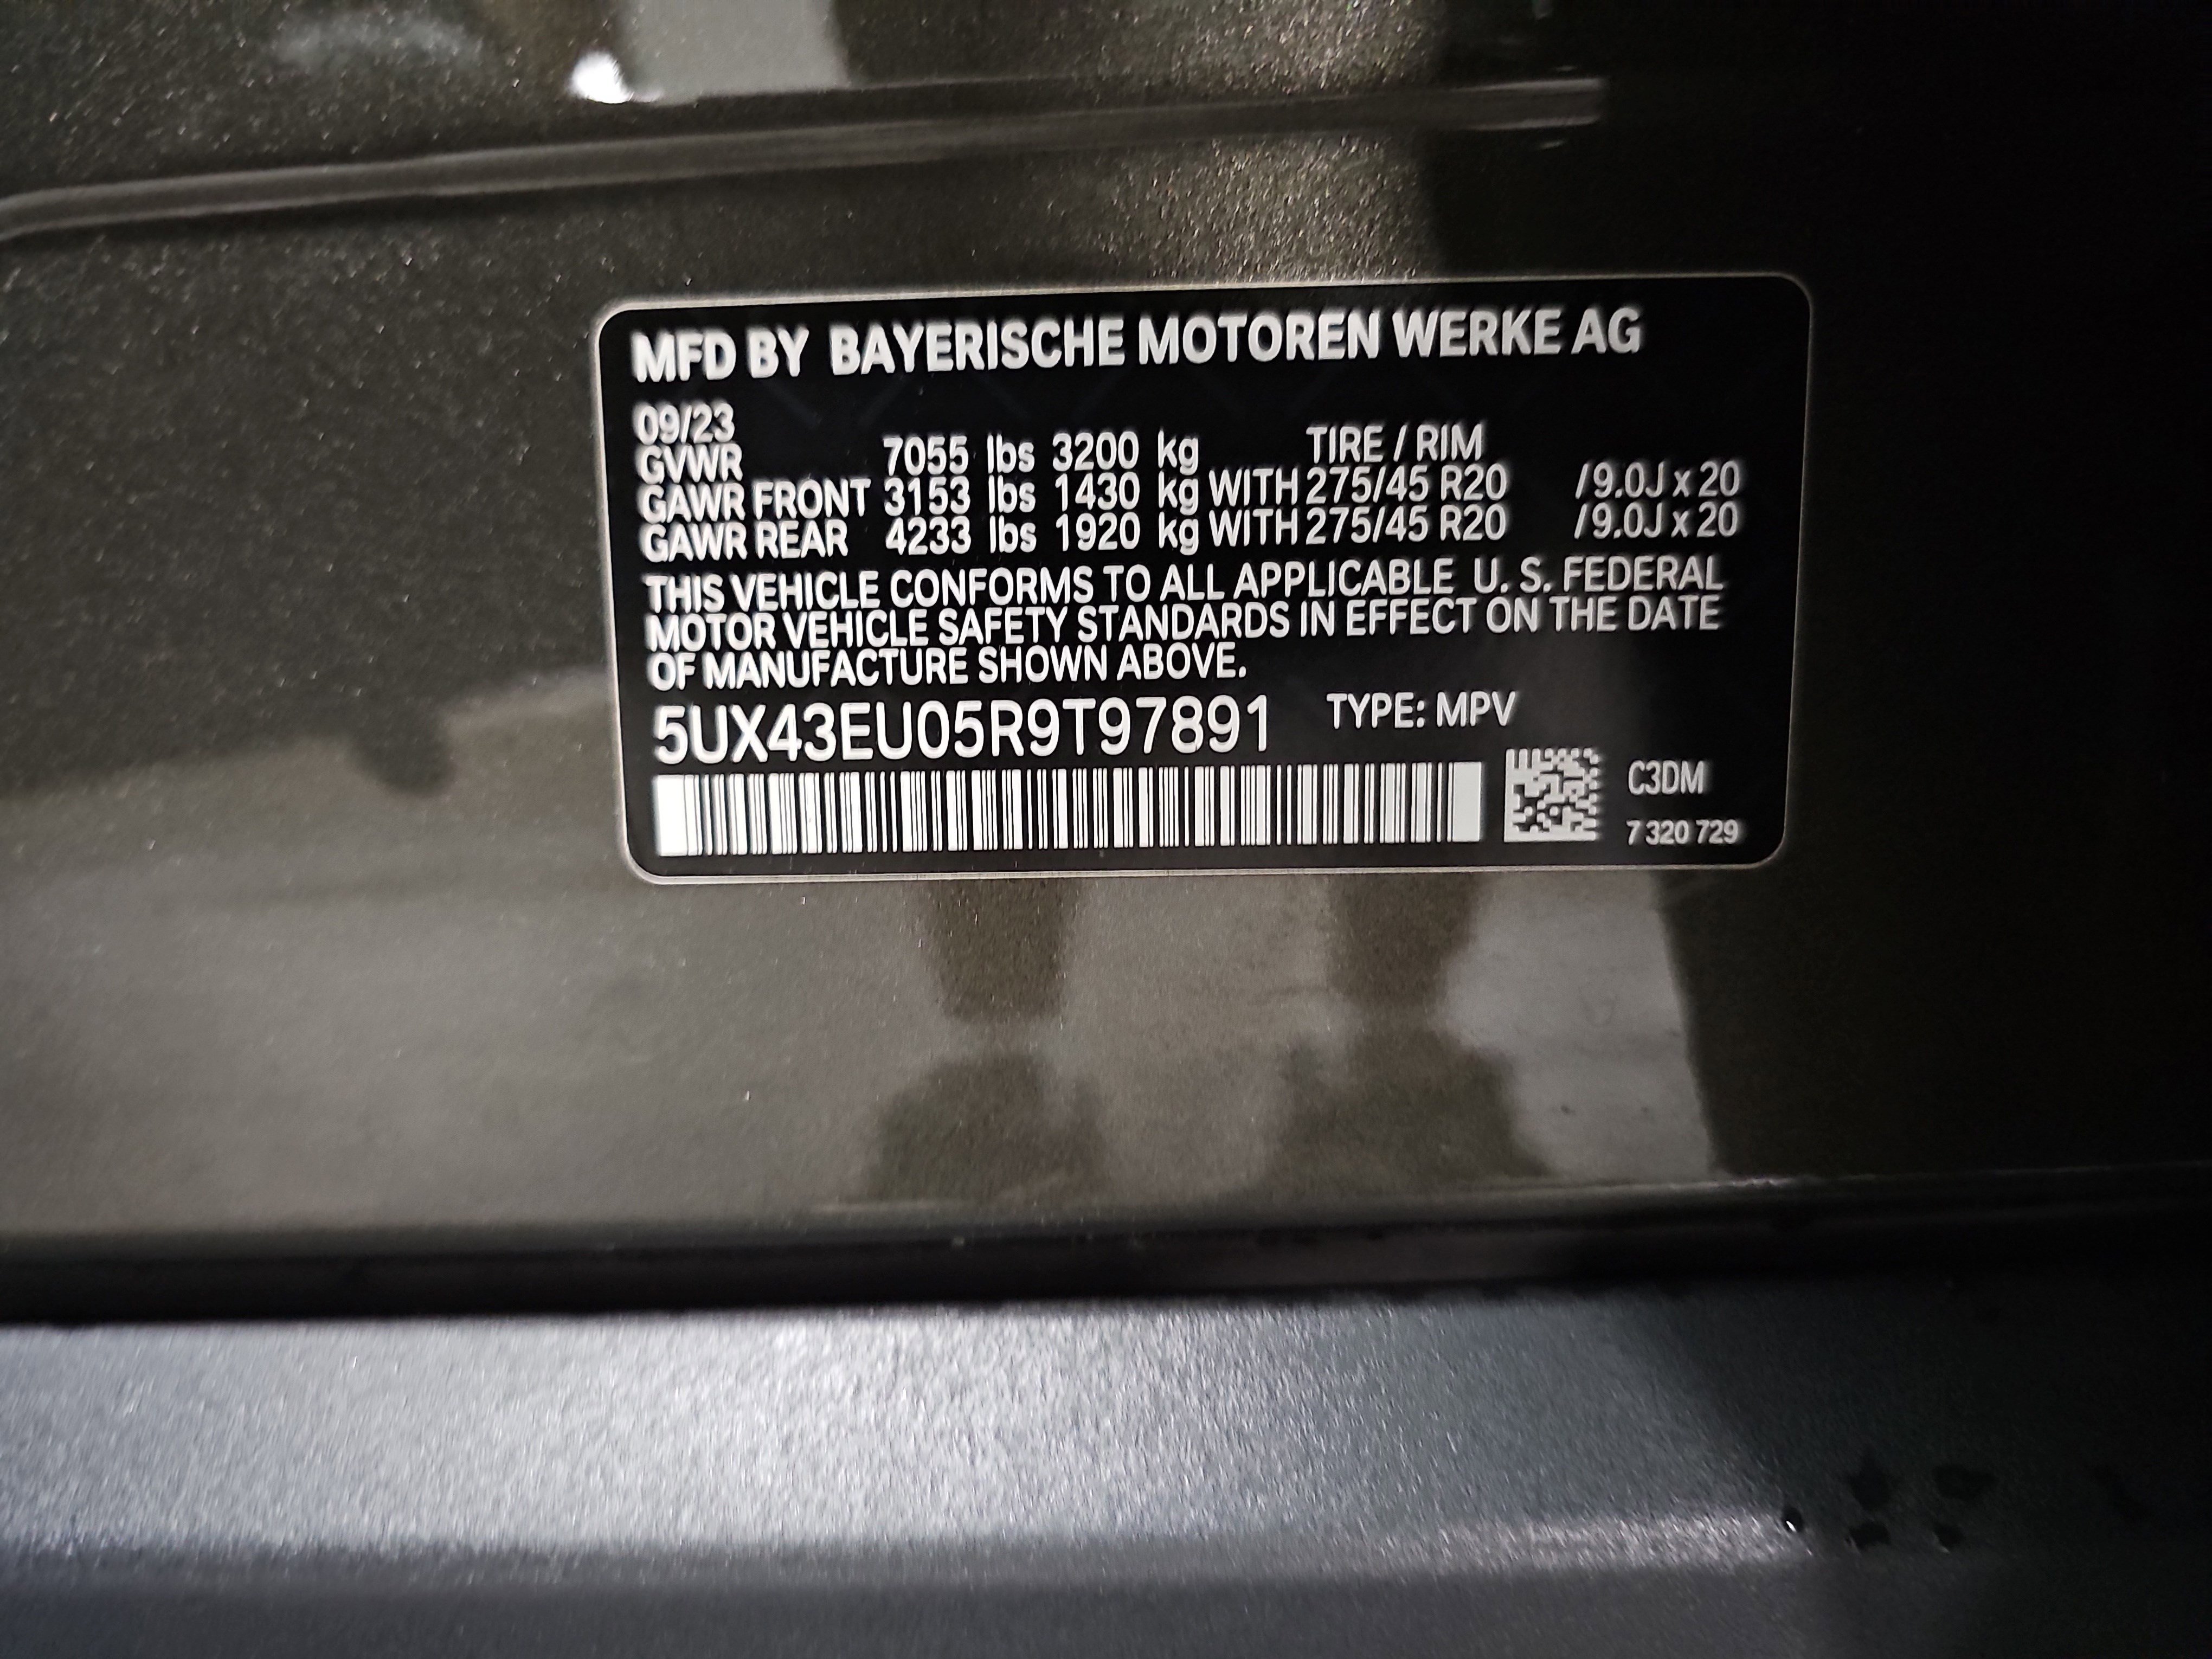 MFD BY BAYERISCHE MOTOREN WERKE AG
09/23
GVWR 7055 lbs 3200 kg TIRE / RIM
GAWR FRONT 3153 lbs 1430 kg WITH 275/45 R20 /9.0J x 20
GAWR REAR 4233 lbs 1920 kg WITH 275/45 R20 /9.0J x 20
THIS VEHICLE CONFORMS TO ALL APPLICABLE U. S. FEDERAL
MOTOR VEHICLE SAFETY STANDARDS IN EFFECT ON THE DATE
OF MANUFACTURE SHOWN ABOVE.
5UX43EU05R9T97891 TYPE: MPV
C3DM
7 320 729